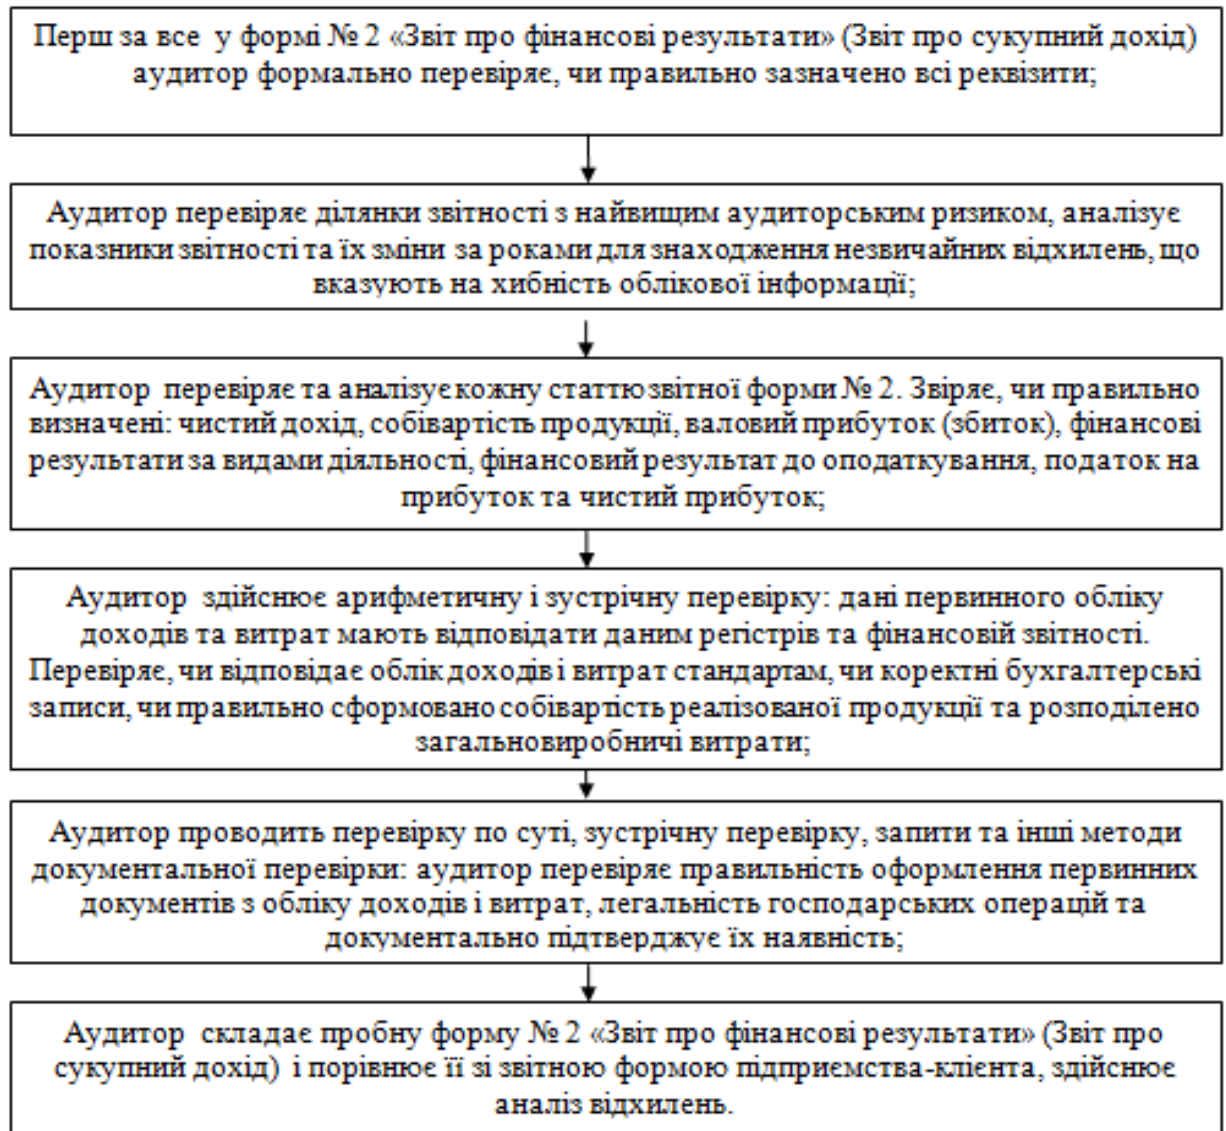 Перш за все у формі № 2 «Звіт про фінансові результати» (Звіт про сукупний дохід)
аудитор формально перевіряє, чи правильно зазначено всі реквізити;
Аудитор перевіряє ділянки звітності з найвищим аудиторським ризиком, аналізує
показники звітності та їх зміни за роками для знаходження незвичайних відхилень, що
вказують на хибність облікової інформації;
Аудитор перевіряє та аналізує кожну статтю звітної форми № 2. Звіряє, чи правильно
визначені: чистий дохід, собівартість продукції, валовий прибуток (збиток), фінансові
результати за видами діяльності, фінансовий результат до оподаткування, податок на
прибуток та чистий прибуток;
Аудитор здійснює арифметичну і зустрічну перевірку: дані первинного обліку
доходів та витрат мають відповідати даним регістрів та фінансовій звітності.
Перевіряє, чи відповідає облік доходів і витрат стандартам, чи коректні бухгалтерські
записи, чи правильно сформовано собівартість реалізованої продукції та розподілено
загальновиробничі витрати;
Аудитор проводить перевірку по суті, зустрічну перевірку, запити та інші методи
документальної перевірки: аудитор перевіряє правильність оформлення первинних
документів з обліку доходів і витрат, легальність господарських операцій та
документально підтверджує їх наявність;
Аудитор складає пробну форму № 2 «Звіт про фінансові результати» (Звіт про
сукупний дохід) і порівнює її зі звітною формою підприємства-клієнта, здійснює
аналіз відхилень.